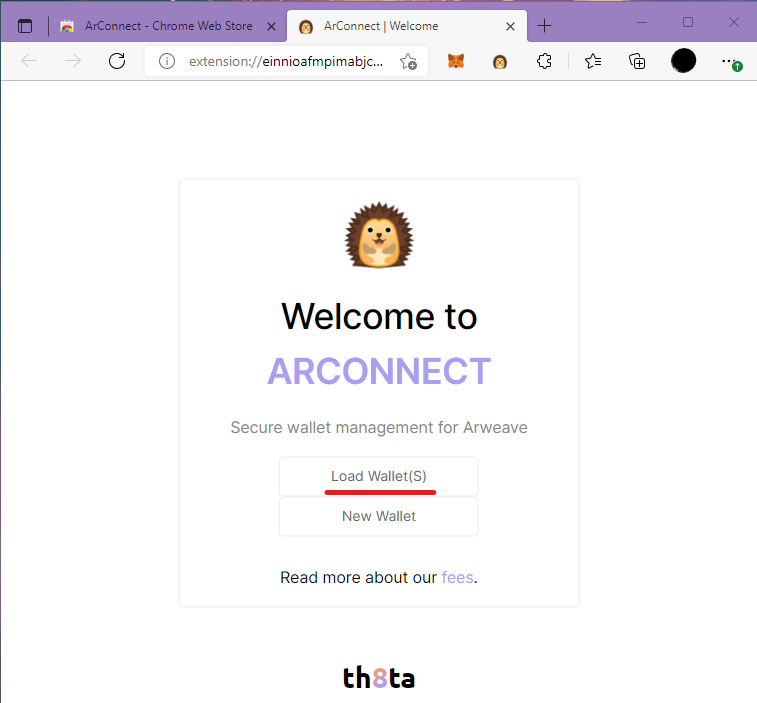 ArConnect - Chrome Web Store
ArConnect | Welcome
extension://einnioafmpimabjc...
Welcome to
ARCONNECT
Secure wallet management for Arweave
Load Wallet(S)
New Wallet
Read more about our fees.
th8ta